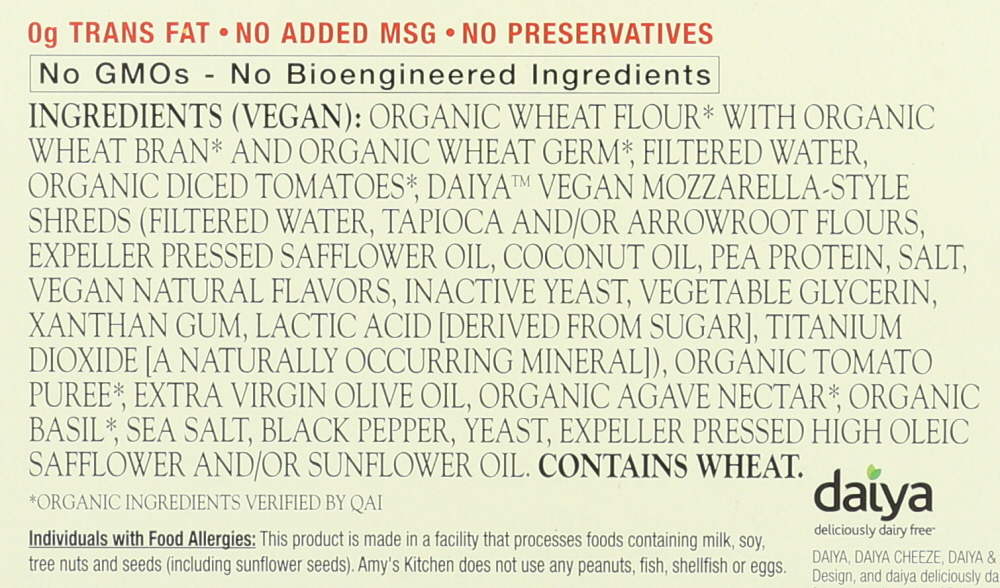 0g TRANS FAT • NO ADDED MSG • NO PRESERVATIVES
No GMOs - No Bioengineered Ingredients
INGREDIENTS (VEGAN): ORGANIC WHEAT FLOUR* WITH ORGANIC
WHEAT BRAN* AND ORGANIC WHEAT GERM*, FILTERED WATER,
ORGANIC DICED TOMATOES*, DAIYA™ VEGAN MOZZARELLA-STYLE
SHREDS (FILTERED WATER, TAPIOCA AND/OR ARROWROOT FLOURS,
EXPELLER PRESSED SAFFLOWER OIL, COCONUT OIL, PEA PROTEIN, SALT,
VEGAN NATURAL FLAVORS, INACTIVE YEAST, VEGETABLE GLYCERIN,
XANTHAN GUM, LACTIC ACID [DERIVED FROM SUGAR], TITANIUM
DIOXIDE [A NATURALLY OCCURRING MINERAL]), ORGANIC TOMATO
PUREE*, EXTRA VIRGIN OLIVE OIL, ORGANIC AGAVE NECTAR*, ORGANIC
BASIL*, SEA SALT, BLACK PEPPER, YEAST, EXPELLER PRESSED HIGH OLEIC
SAFFLOWER AND/OR SUNFLOWER OIL. CONTAINS WHEAT.
*ORGANIC INGREDIENTS VERIFIED BY QAI
Individuals with Food Allergies: This product is made in a facility that processes foods containing milk, soy,
tree nuts and seeds (including sunflower seeds). Amy's Kitchen does not use any peanuts, fish, shellfish or eggs.
daiya
deliciously dairy free™
DAIYA, DAIYA CHEEZE, DAIYA &
Design, and daiya deliciously da